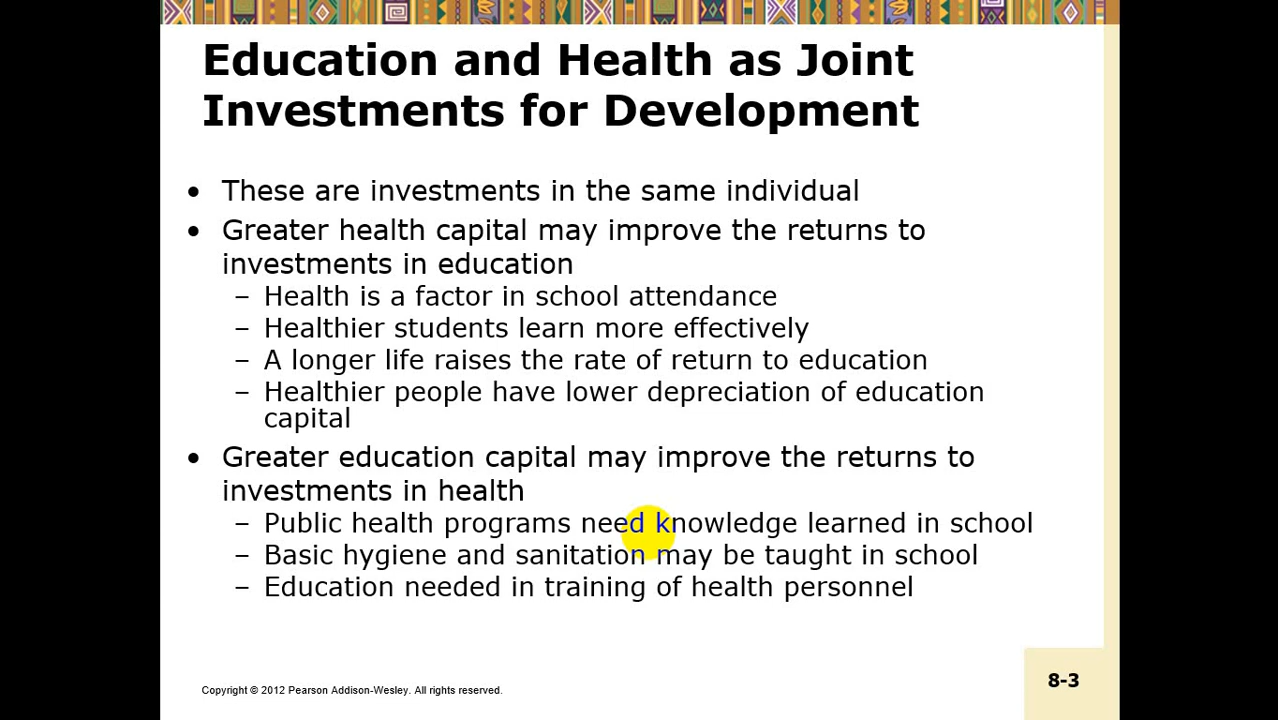 Education and Health as Joint
Investments for Development
• These are investments in the same individual
• Greater health capital may improve the returns to
investments in education
– Health is a factor in school attendance
– Healthier students learn more effectively
– A longer life raises the rate of return to education
– Healthier people have lower depreciation of education
capital
• Greater education capital may improve the returns to
investments in health
– Public health programs need knowledge learned in school
– Basic hygiene and sanitation may be taught in school
– Education needed in training of health personnel
Copyright © 2012 Pearson Addison-Wesley. All rights reserved.
8-3